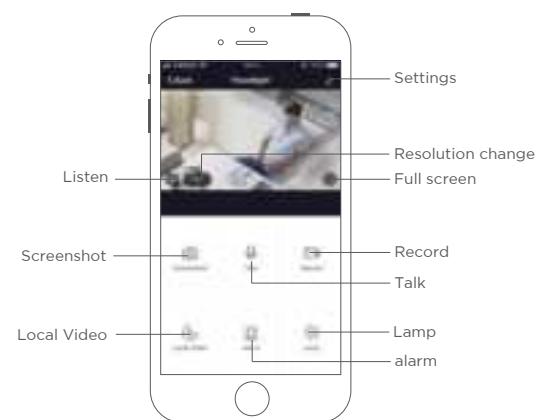 Settings
Resolution change
Listen
Full screen
Screenshot
Record
Talk
Local Video
Lamp
alarm